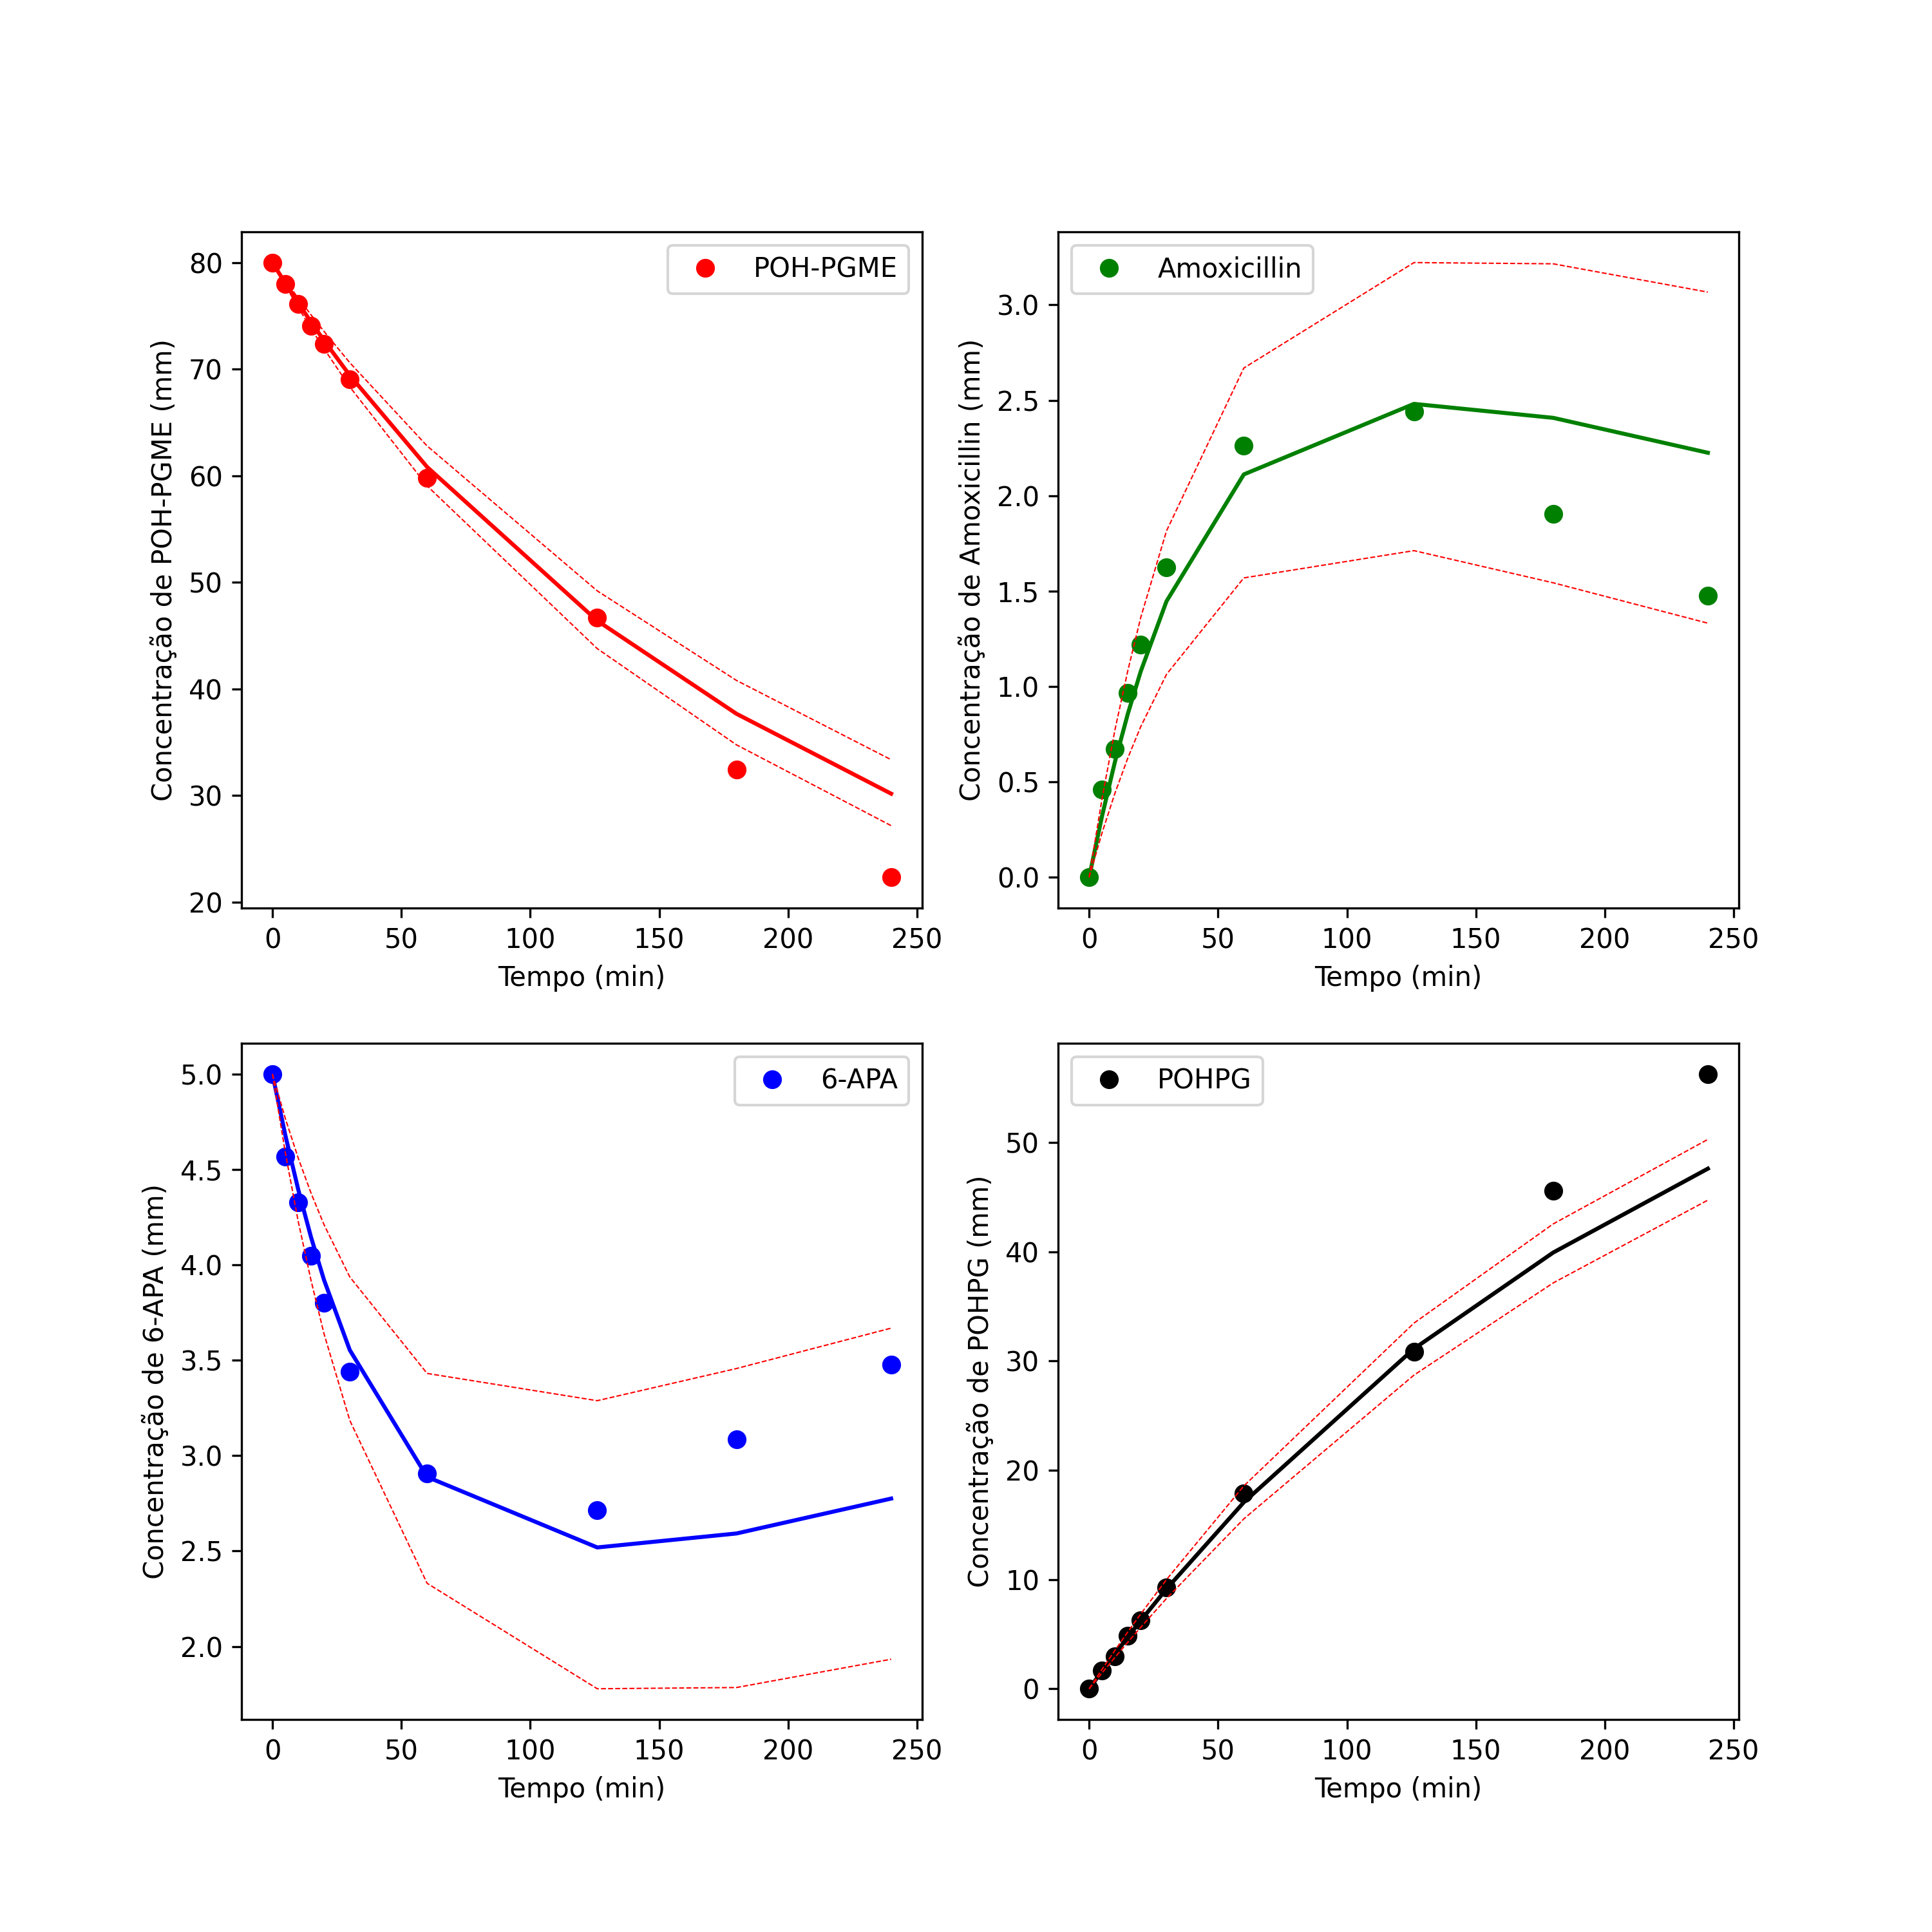 POH-PGME
Concentração de POH-PGME (mm)
80
70
60
50
40
30
20
0 50 100 150 200 250
Tempo (min)
Amoxicillin
Concentração de Amoxicillin (mm)
3.0
2.5
2.0
1.5
1.0
0.5
0.0
0 50 100 150 200 250
Tempo (min)
6-APA
Concentração de 6-APA (mm)
5.0
4.5
4.0
3.5
3.0
2.5
2.0
0 50 100 150 200 250
Tempo (min)
POHPG
Concentração de POHPG (mm)
50
40
30
20
10
0
0 50 100 150 200 250
Tempo (min)